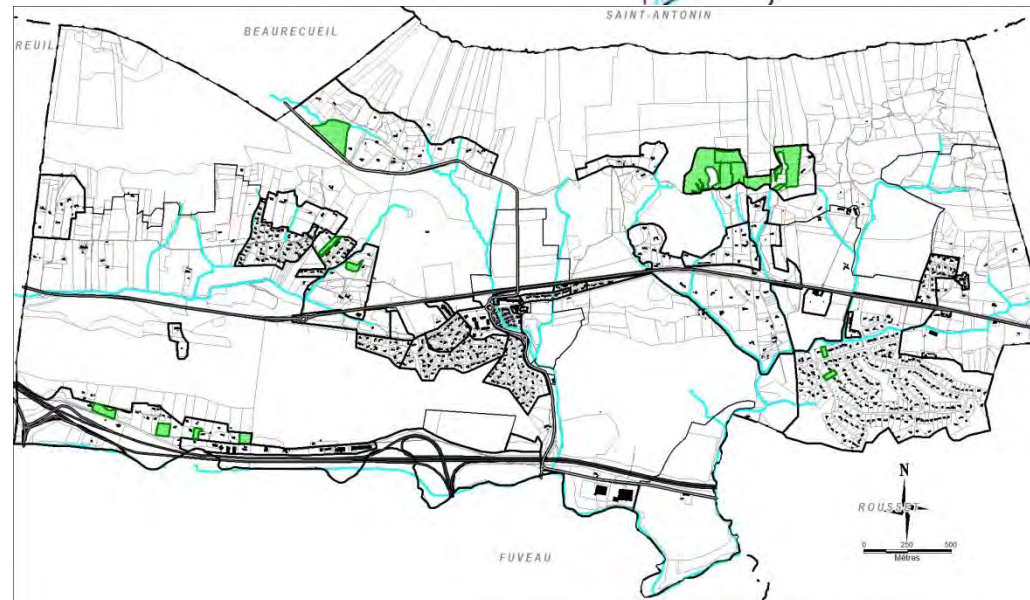 SAINT-ANTONIN
BEAURECUEIL
REUIL
N
ROUSSET
0 250 500
Mètres
FUVEAU